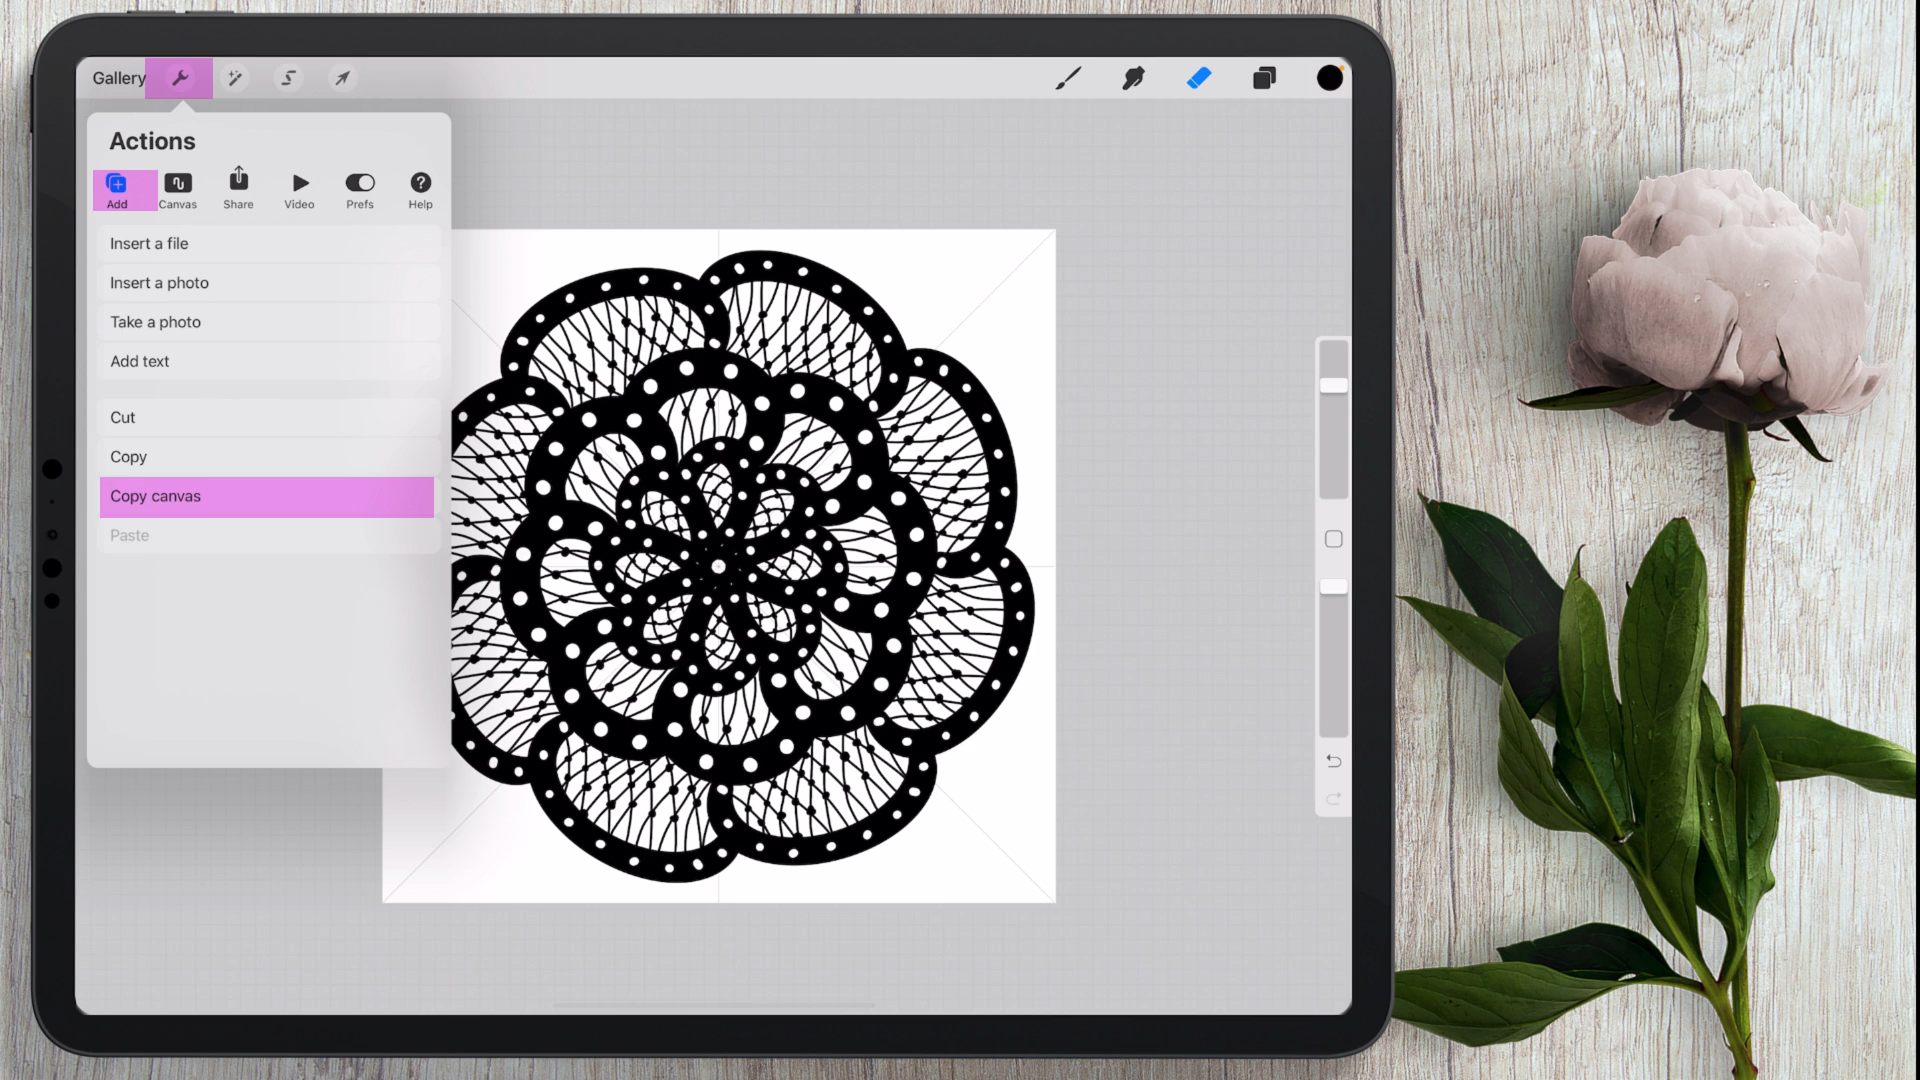 Gallery
Actions
Add Canvas Share Video Prefs Help
Insert a file
Insert a photo
Take a photo
Add text
Cut
Copy
Copy canvas
Paste